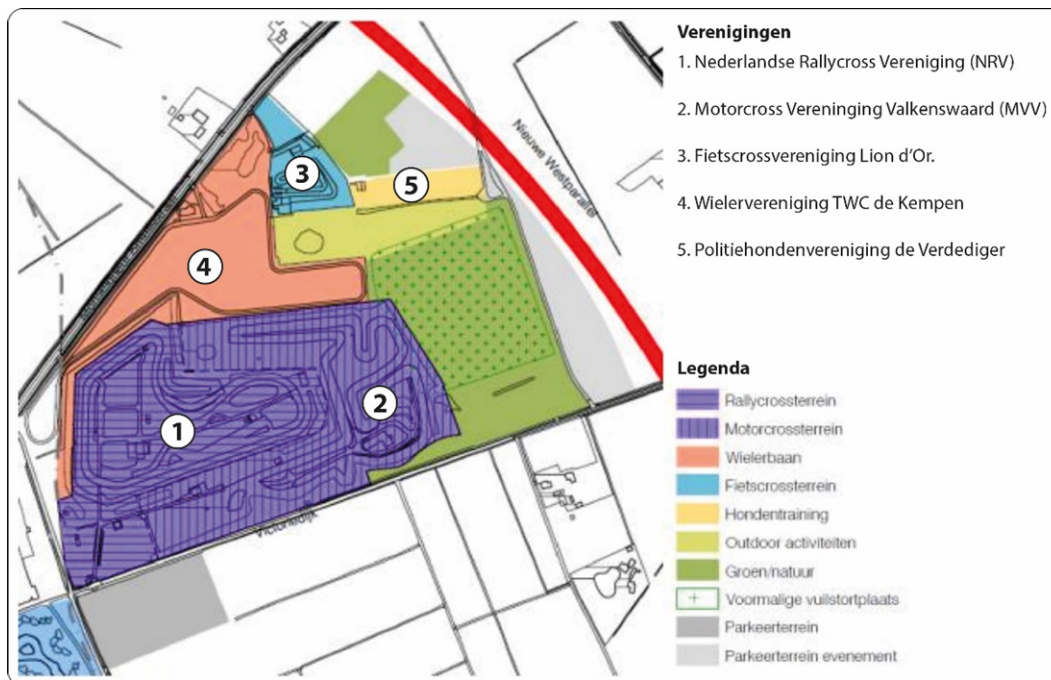 Verenigingen
1. Nederlandse Rallycross Vereniging (NRV)
2. Motorcross Vereninging Valkenswaard (MVV)
3. Fietscrossvereniging Lion d'Or.
4. Wielervereniging TWC de Kempen
5. Politiehondenvereniging de Verdediger
Nieuwe Westparallel
3
5
4
2
1
Victoriedijk
Legenda
Rallycrossterrein
Motorcrossterrein
Wielerbaan
Fietscrossterrein
Hondentraining
Outdoor activiteiten
Groen/natuur
Voormalige vuilstortplaats
Parkeerterrein
Parkeerterrein evenement